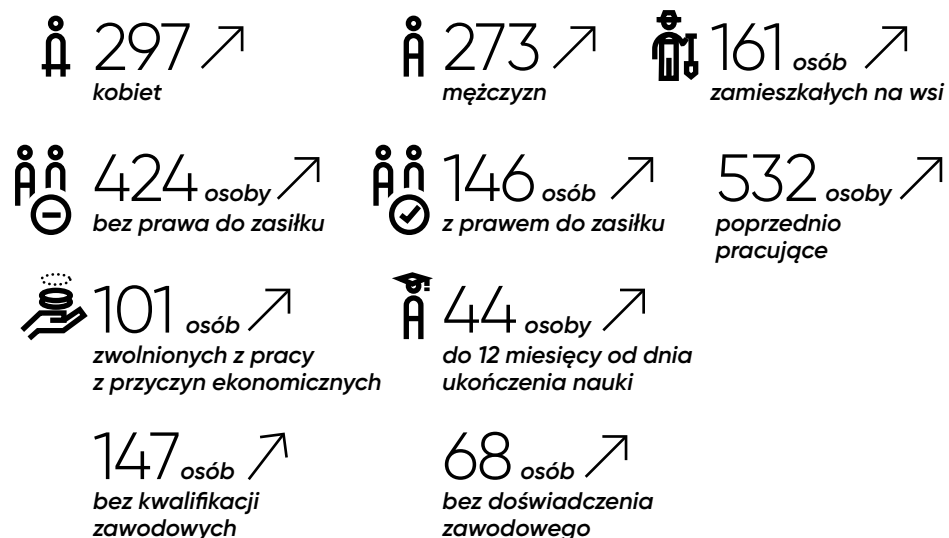 297
kobiet
273
mężczyzn
161 osób
zamieszkałych na wsi
424 osoby
bez prawa do zasiłku
146 osób
z prawem do zasiłku
532 osoby
poprzednio
pracujące
101 osób
zwolnionych z pracy
z przyczyn ekonomicznych
44 osoby
do 12 miesięcy od dnia
ukończenia nauki
147 osób
bez kwalifikacji
zawodowych
68 osób
bez doświadczenia
zawodowego